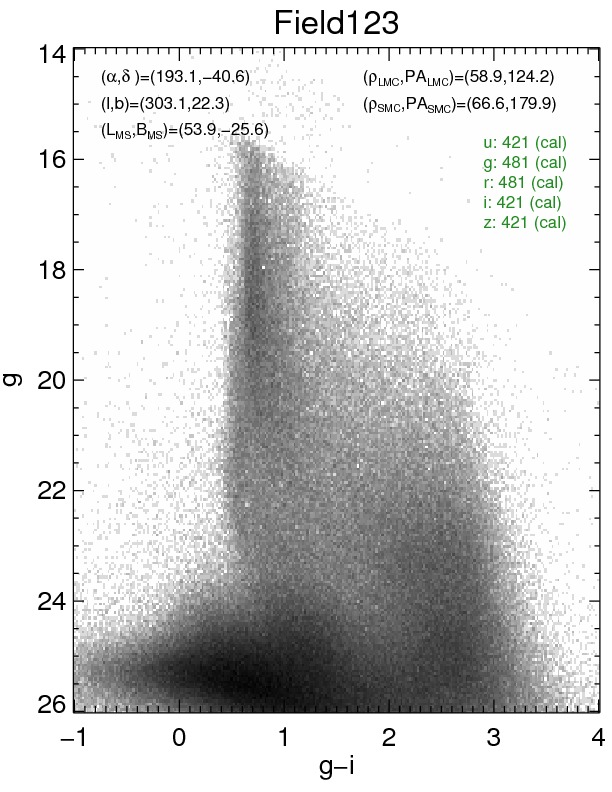 Field123
(α,δ)=(193.1,−40.6)
(ρLMC,PALMC)=(58.9,124.2)
(l,b)=(303.1,22.3)
(ρSMC,PASMC)=(66.6,179.9)
(LMS,BMS)=(53.9,−25.6)
u: 421 (cal)
g: 481 (cal)
r: 481 (cal)
i: 421 (cal)
z: 421 (cal)
14
16
18
20
22
24
26
g
−1 0 1 2 3 4
g−i